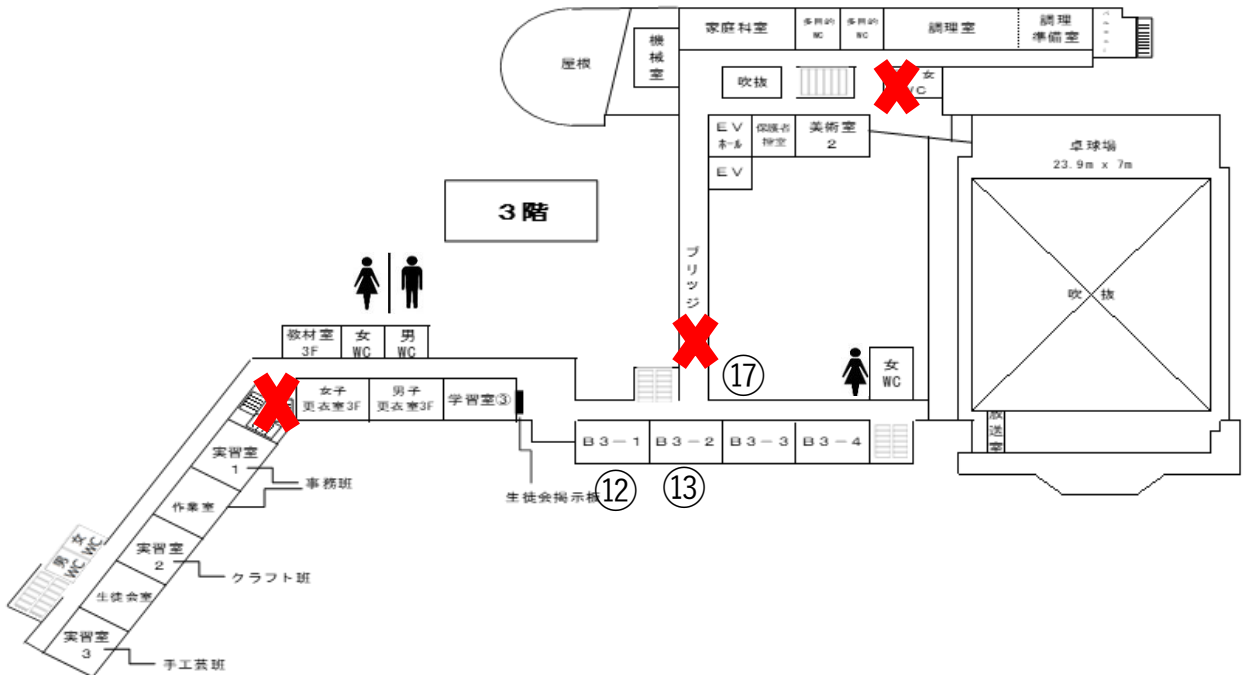 家庭科室
多目的
WC
多目的
WC
調理室
調理
準備室
機
械
室
屋根
吹抜
女
WC
EV
ホール
保護者
控室
美術室
2
EV
卓球場
23.9m x 7m
3階
ブリッジ
吹 抜
教材室
3F
女
WC
男
WC
女
WC
⑰
女子
更衣室3F
男子
更衣室3F
学習室③
B3-1
B3-2
B3-3
B3-4
放送室
⑫
⑬
生徒会掲示板
実習室
1
事務班
作業室
実習室
2
クラフト班
女
WC
男
WC
生徒会室
実習室
3
手工芸班